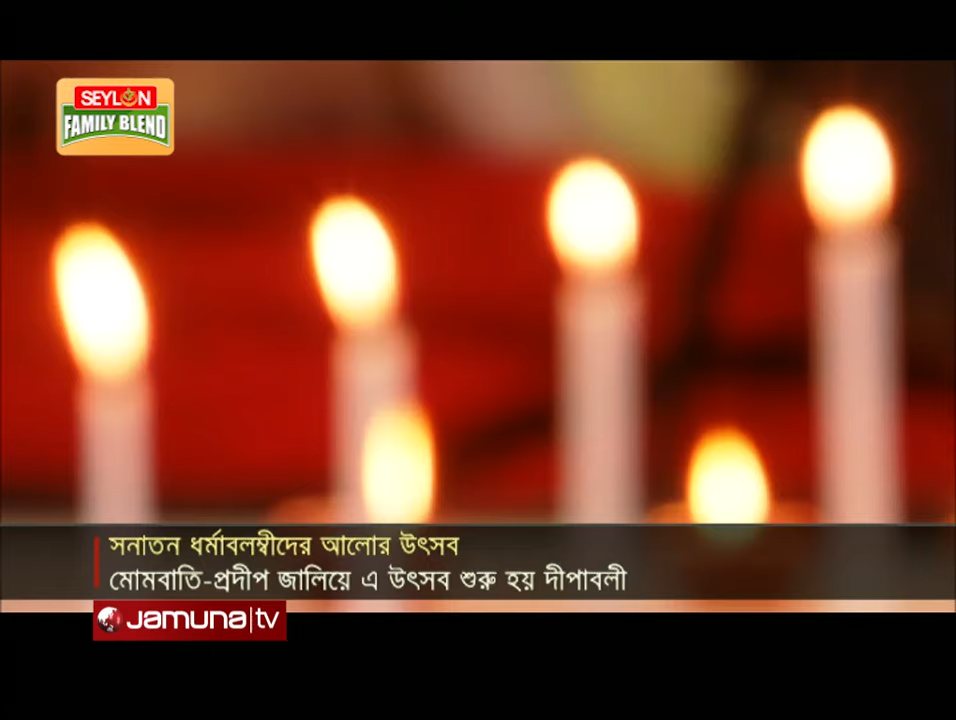 SEYLON
FAMILY BLEND
সনাতন ধর্মাবলম্বীদের আলোর উৎসব
মোমবাতি-প্রদীপ জালিয়ে এ উৎসব শুরু হয় দীপাবলী
Jamuna|tv